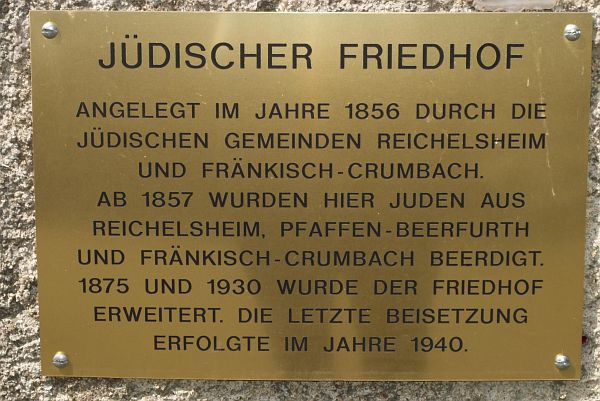 JÜDISCHER FRIEDHOF
ANGELEGT IM JAHRE 1856 DURCH DIE
JÜDISCHEN GEMEINDEN REICHELSHEIM
UND FRÄNKISCH-CRUMBACH.
AB 1857 WURDEN HIER JUDEN AUS
REICHELSHEIM, PFAFFEN-BEERFURTH
UND FRÄNKISCH-CRUMBACH BEERDIGT.
1875 UND 1930 WURDE DER FRIEDHOF
ERWEITERT. DIE LETZTE BEISETZUNG
ERFOLGTE IM JAHRE 1940.